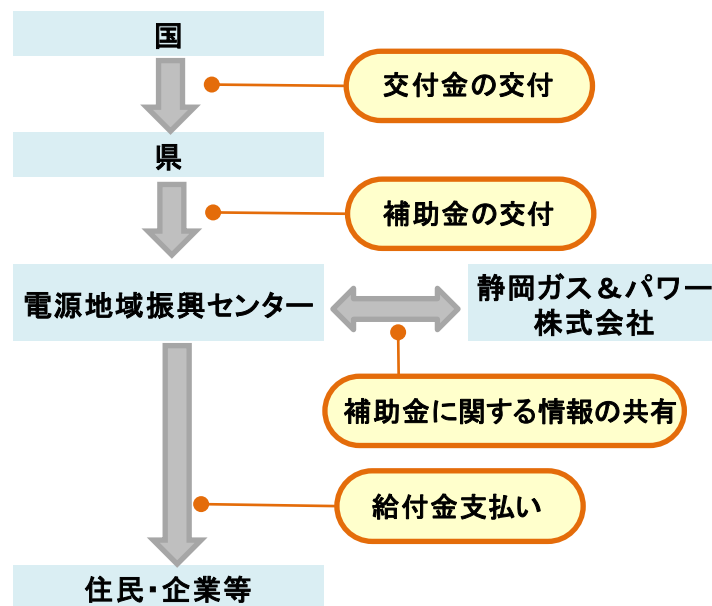 国
交付金の交付
県
補助金の交付
電源地域振興センター
静岡ガス＆パワー
株式会社
補助金に関する情報の共有
給付金支払い
住民・企業等